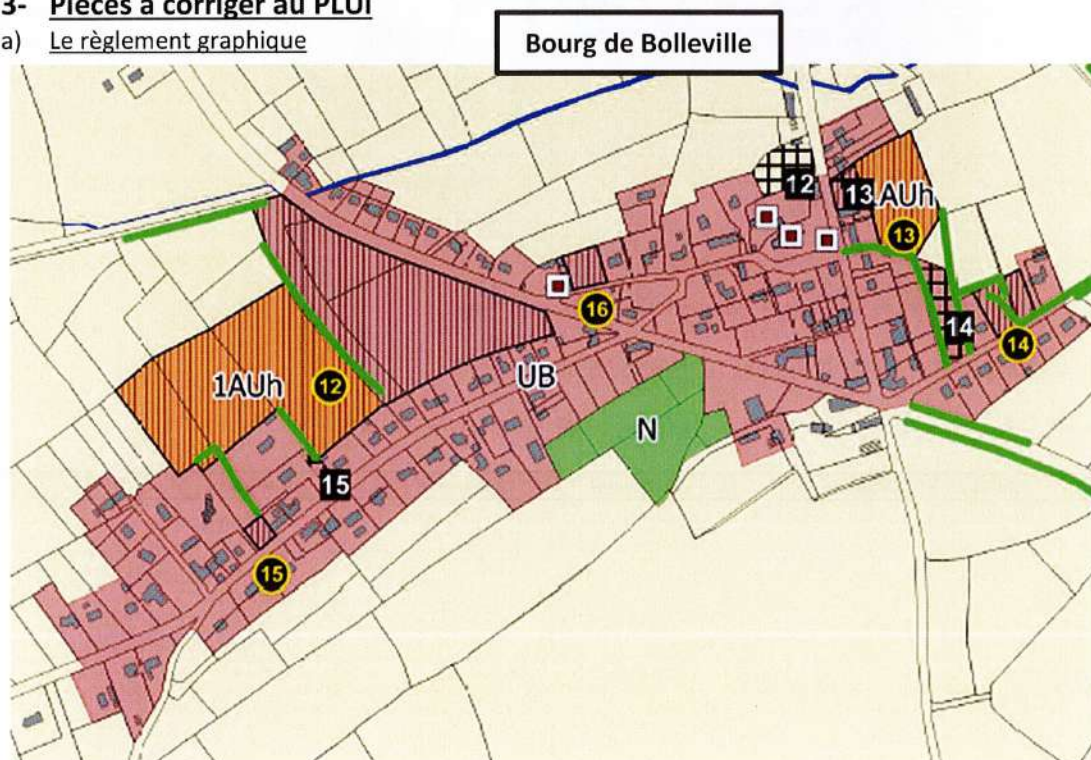 3- Pièces à corriger au PLUi
a) Le règlement graphique
Bourg de Bolleville
12
13
1AUh
13
14
14
16
1AUh
12
UB
N
15
15